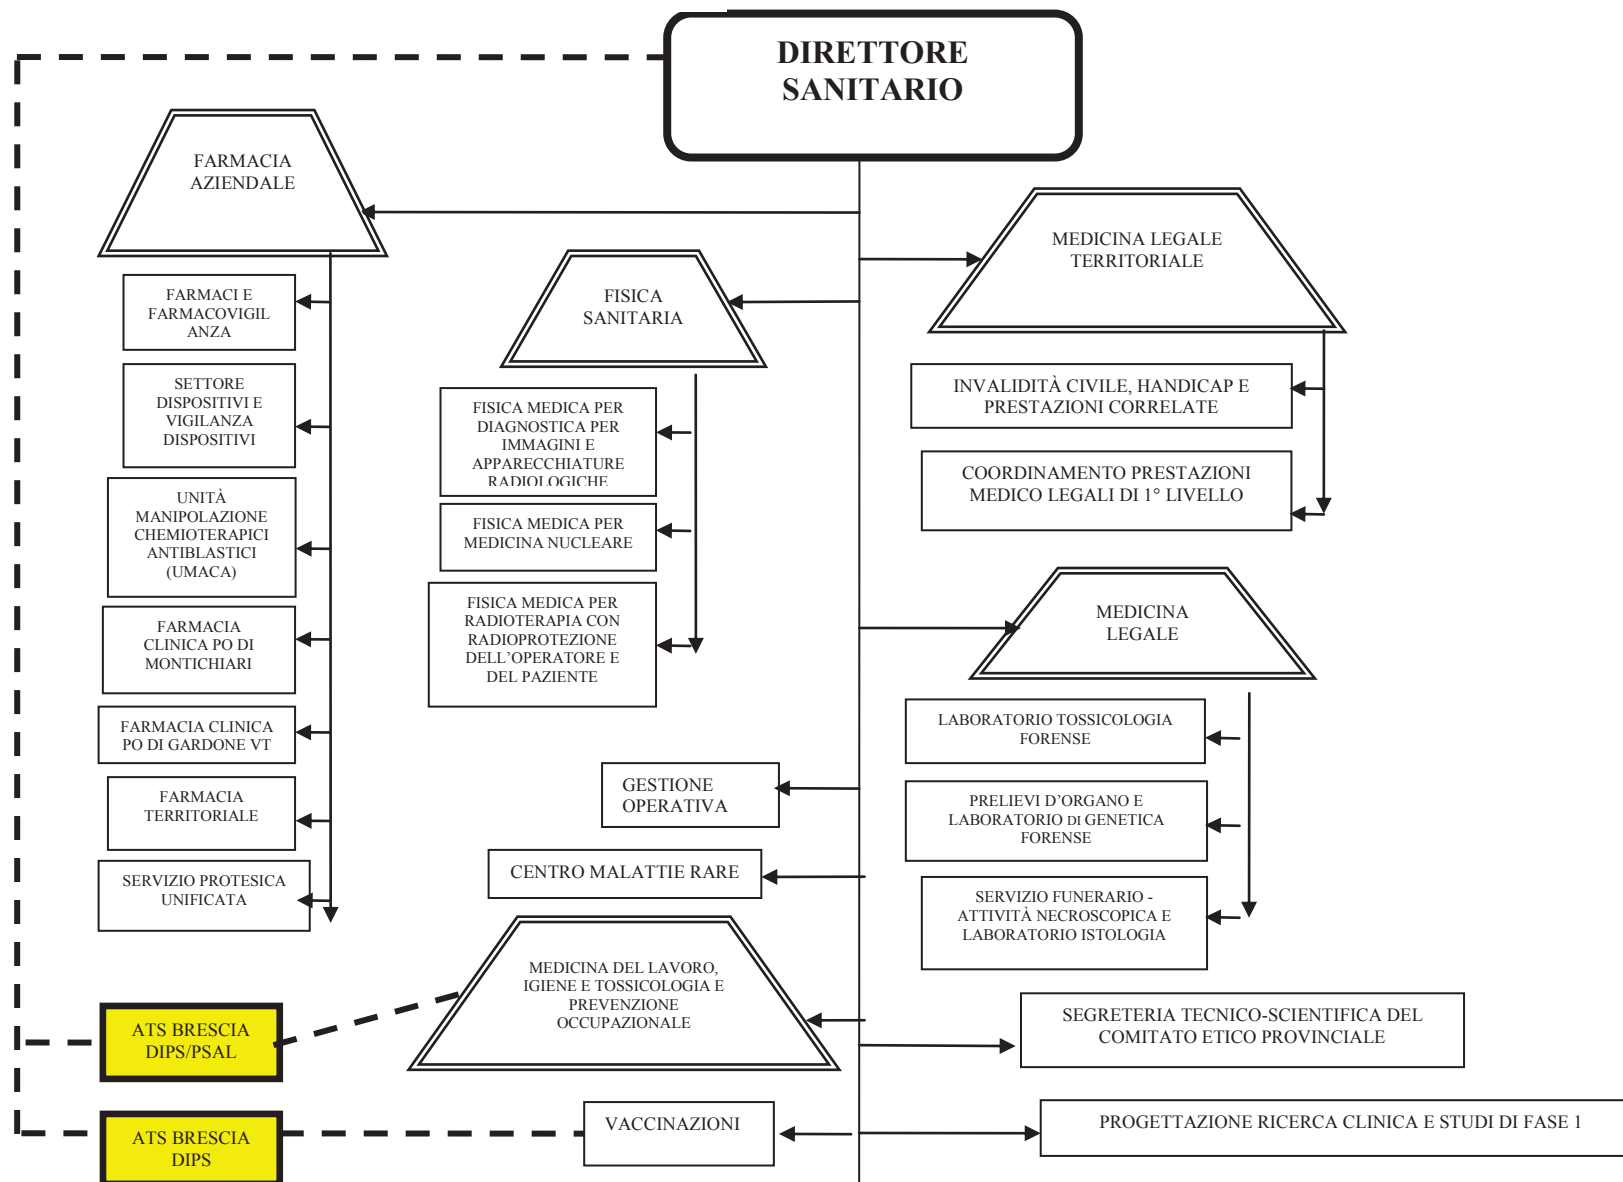 DIRETTORE
SANITARIO
FARMACIA
AZIENDALE
MEDICINA LEGALE
TERRITORIALE
FARMACI E
FARMACOVIGIL
ANZA
FISICA
SANITARIA
SETTORE
DISPOSITIVI E
VIGILANZA
DISPOSITIVI
INVALIDITÀ CIVILE, HANDICAP E
PRESTAZIONI CORRELATE
FISICA MEDICA PER
DIAGNOSTICA PER
IMMAGINI E
APPARECCHIATURE
RADIOLOGICHE
COORDINAMENTO PRESTAZIONI
MEDICO LEGALI DI 1° LIVELLO
UNITÀ
MANIPOLAZIONE
CHEMIOTERAPICI
ANTIBLASTICI
(UMACA)
FISICA MEDICA PER
MEDICINA NUCLEARE
FISICA MEDICA PER
RADIOTERAPIA CON
RADIOPROTEZIONE
DELL’OPERATORE E
DEL PAZIENTE
MEDICINA
LEGALE
FARMACIA
CLINICA PO DI
MONTICHIARI
FARMACIA CLINICA
PO DI GARDONE VT
LABORATORIO TOSSICOLOGIA
FORENSE
GESTIONE
OPERATIVA
FARMACIA
TERRITORIALE
PRELIEVI D’ORGANO E
LABORATORIO DI GENETICA
FORENSE
CENTRO MALATTIE RARE
SERVIZIO PROTESICA
UNIFICATA
SERVIZIO FUNERARIO -
ATTIVITÀ NECROSCOPICA E
LABORATORIO ISTOLOGIA
MEDICINA DEL LAVORO,
IGIENE E TOSSICOLOGIA E
PREVENZIONE
OCCUPAZIONALE
ATS BRESCIA
DIPS/PSAL
SEGRETERIA TECNICO-SCIENTIFICA DEL
COMITATO ETICO PROVINCIALE
ATS BRESCIA
DIPS
VACCINAZIONI
PROGETTAZIONE RICERCA CLINICA E STUDI DI FASE 1